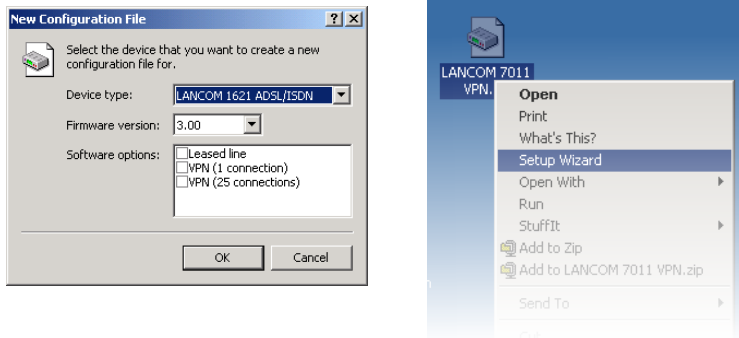 New Configuration File
Select the device that you want to create a new
configuration file for.
Device type:
LANCOM 1621 ADSL/ISDN
Firmware version:
3.00
Software options:
Leased line
VPN (1 connection)
VPN (25 connections)
OK
Cancel
LANCOM 7011
VPN.
Open
Print
What's This?
Setup Wizard
Open With
Run
StuffIt
Add to Zip
Add to LANCOM 7011 VPN.zip
Send To